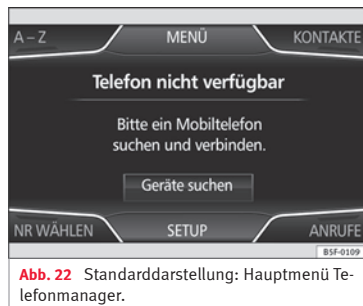 A – Z MENÜ KONTAKTE
Telefon nicht verfügbar
Bitte ein Mobiltelefon
suchen und verbinden.
Geräte suchen
NR WÄHLEN SETUP ANRUFE
B5F-0109
Abb. 22 Standarddarstellung: Hauptmenü Te-
lefonmanager.